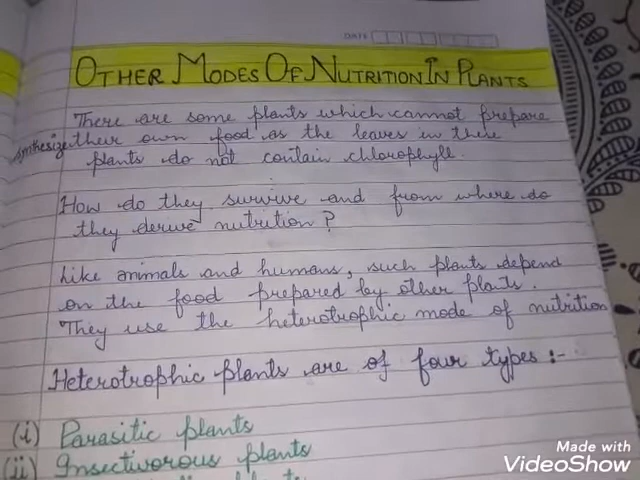 DATE
OTHER MODES OF NUTRITION IN PLANTS
There are some plants which cannot prepare
synthesize their own food as the leaves in these
plants do not contain chlorophyll.
How do they survive and from where do
they derive nutrition?
Like animals and humans, such plants depend
on the food prepared by other plants.
They use the heterotrophic mode of nutrition
Heterotrophic plants are of four types :-
(i) Parasitic plants
(ii) Insectivorous plants
Made with
VideoShow